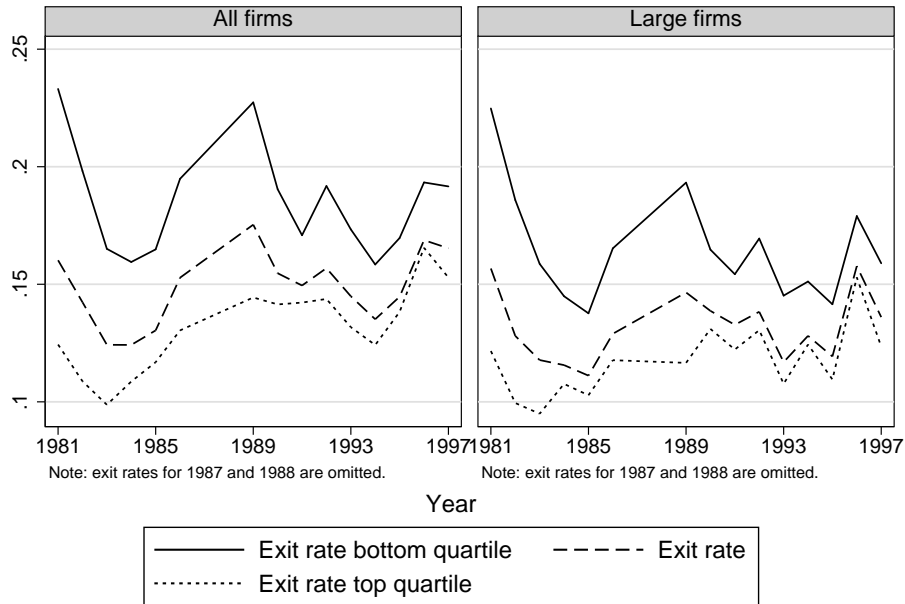 All firms
Large firms
.25
.2
.15
.1
1981 1985 1989 1993 1997
1981 1985 1989 1993 1997
Note: exit rates for 1987 and 1988 are omitted.
Note: exit rates for 1987 and 1988 are omitted.
Year
Exit rate bottom quartile
Exit rate
Exit rate top quartile